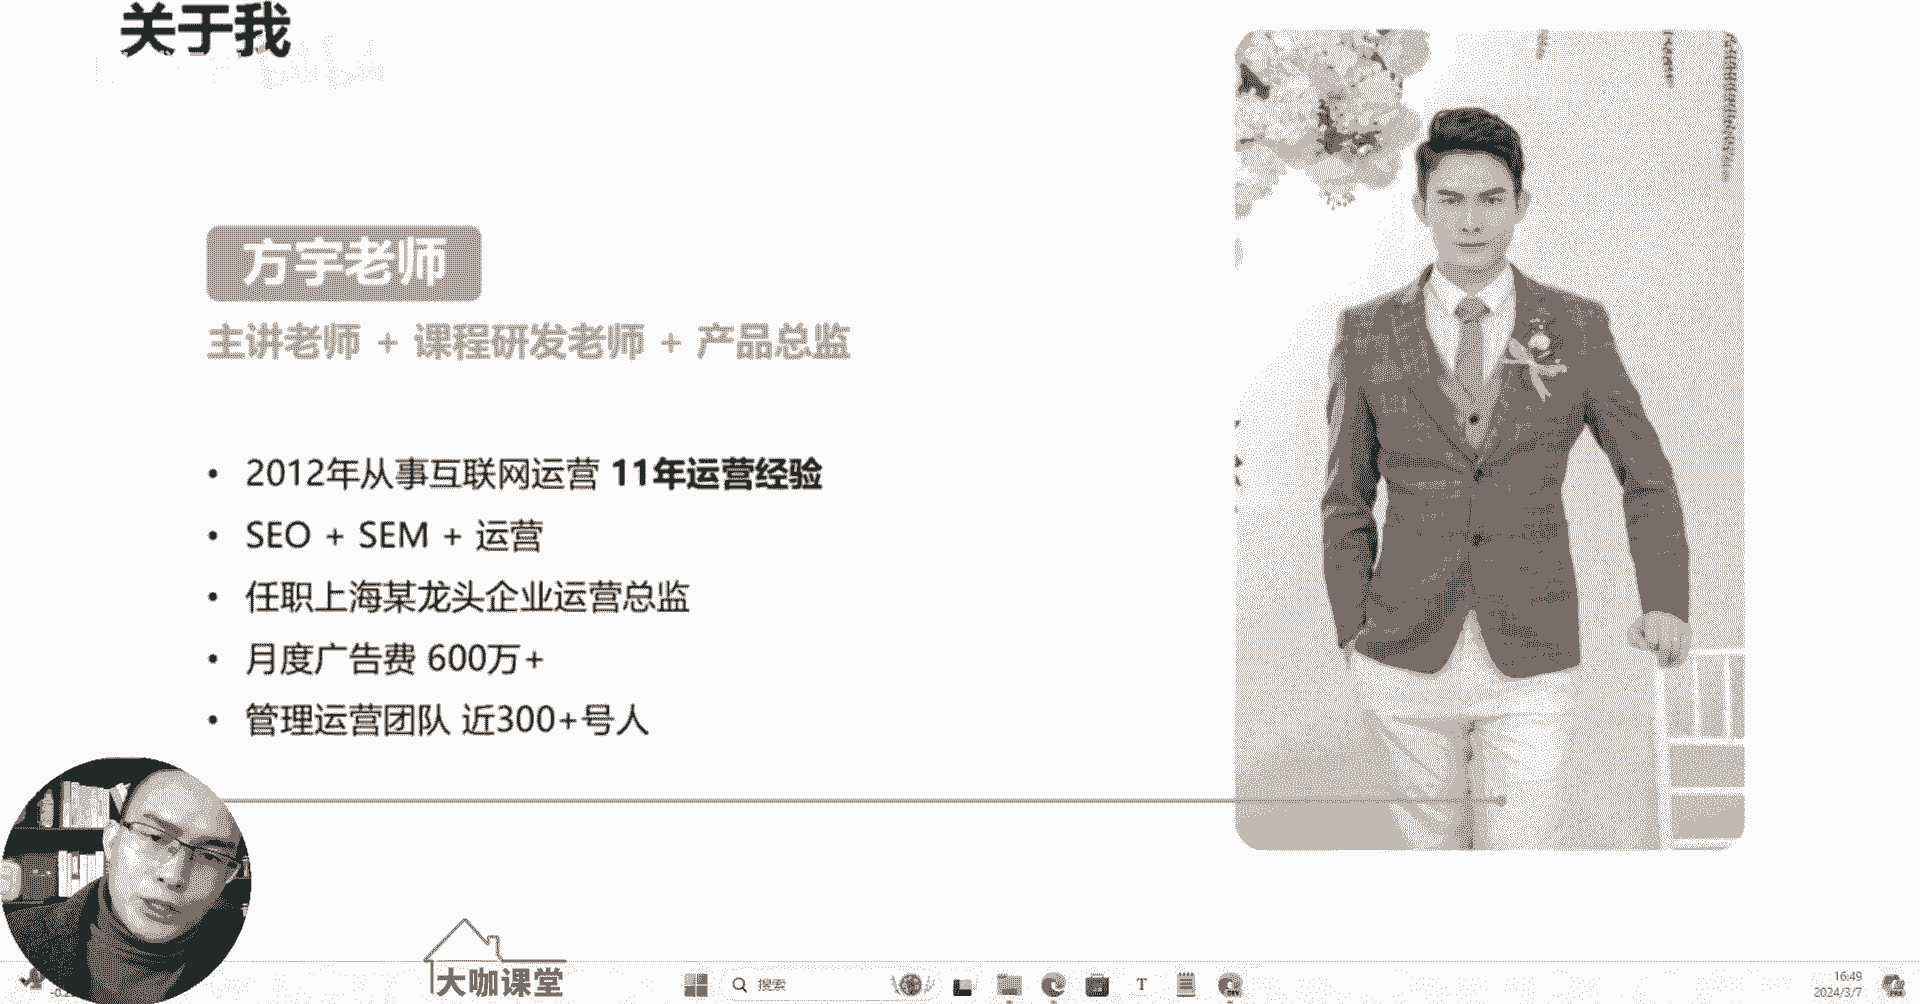 关于我
方宇老师
主讲老师 + 课程研发老师 + 产品总监
• 2012年从事互联网运营 11年运营经验
• SEO + SEM + 运营
• 任职上海某龙头企业运营总监
• 月度广告费 600万+
• 管理运营团队 近300+号人
大咖课堂
搜索
T
16:49
2024/3/7